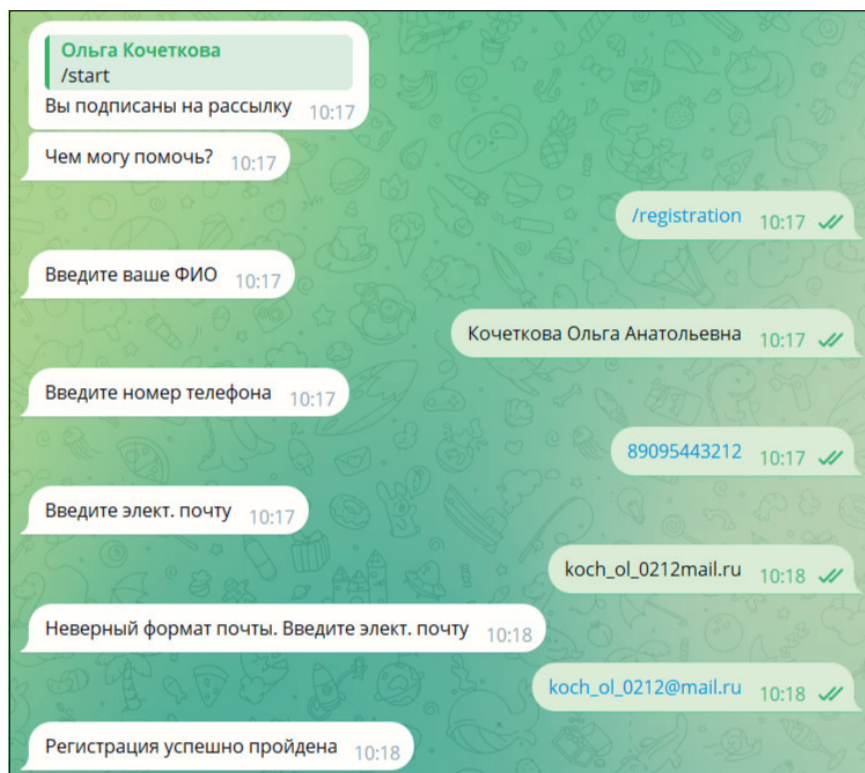 Ольга Кочеткова
/start
Вы подписаны на рассылку 10:17
Чем могу помочь? 10:17
/registration 10:17
Введите ваше ФИО 10:17
Кочеткова Ольга Анатольевна 10:17
Введите номер телефона 10:17
89095443212 10:17
Введите элект. почту 10:17
koch_ol_0212mail.ru 10:18
Неверный формат почты. Введите элект. почту 10:18
koch_ol_0212@mail.ru 10:18
Регистрация успешно пройдена 10:18